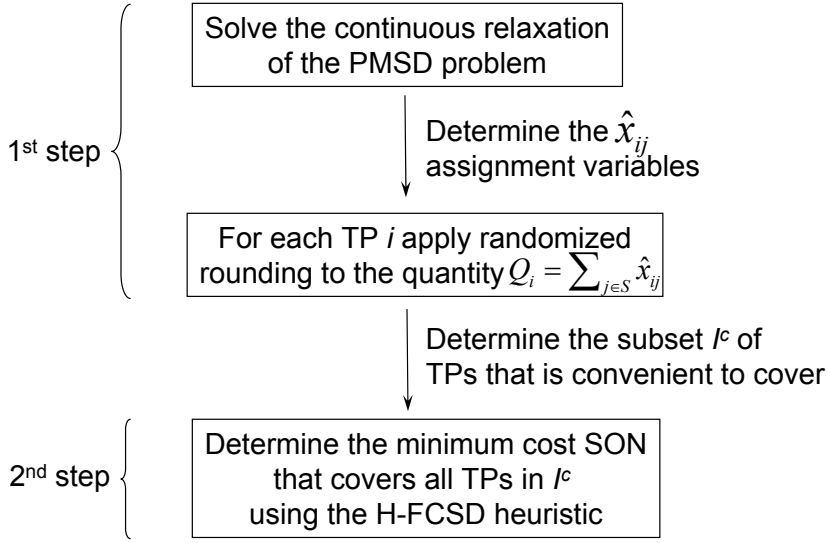 Solve the continuous relaxation
of the PMSD problem
1st step
Determine the x̂ij
assignment variables
For each TP i apply randomized
rounding to the quantity Qi = ∑j∈S x̂ij
Determine the subset Ic of
TPs that is convenient to cover
2nd step
Determine the minimum cost SON
that covers all TPs in Ic
using the H-FCSD heuristic